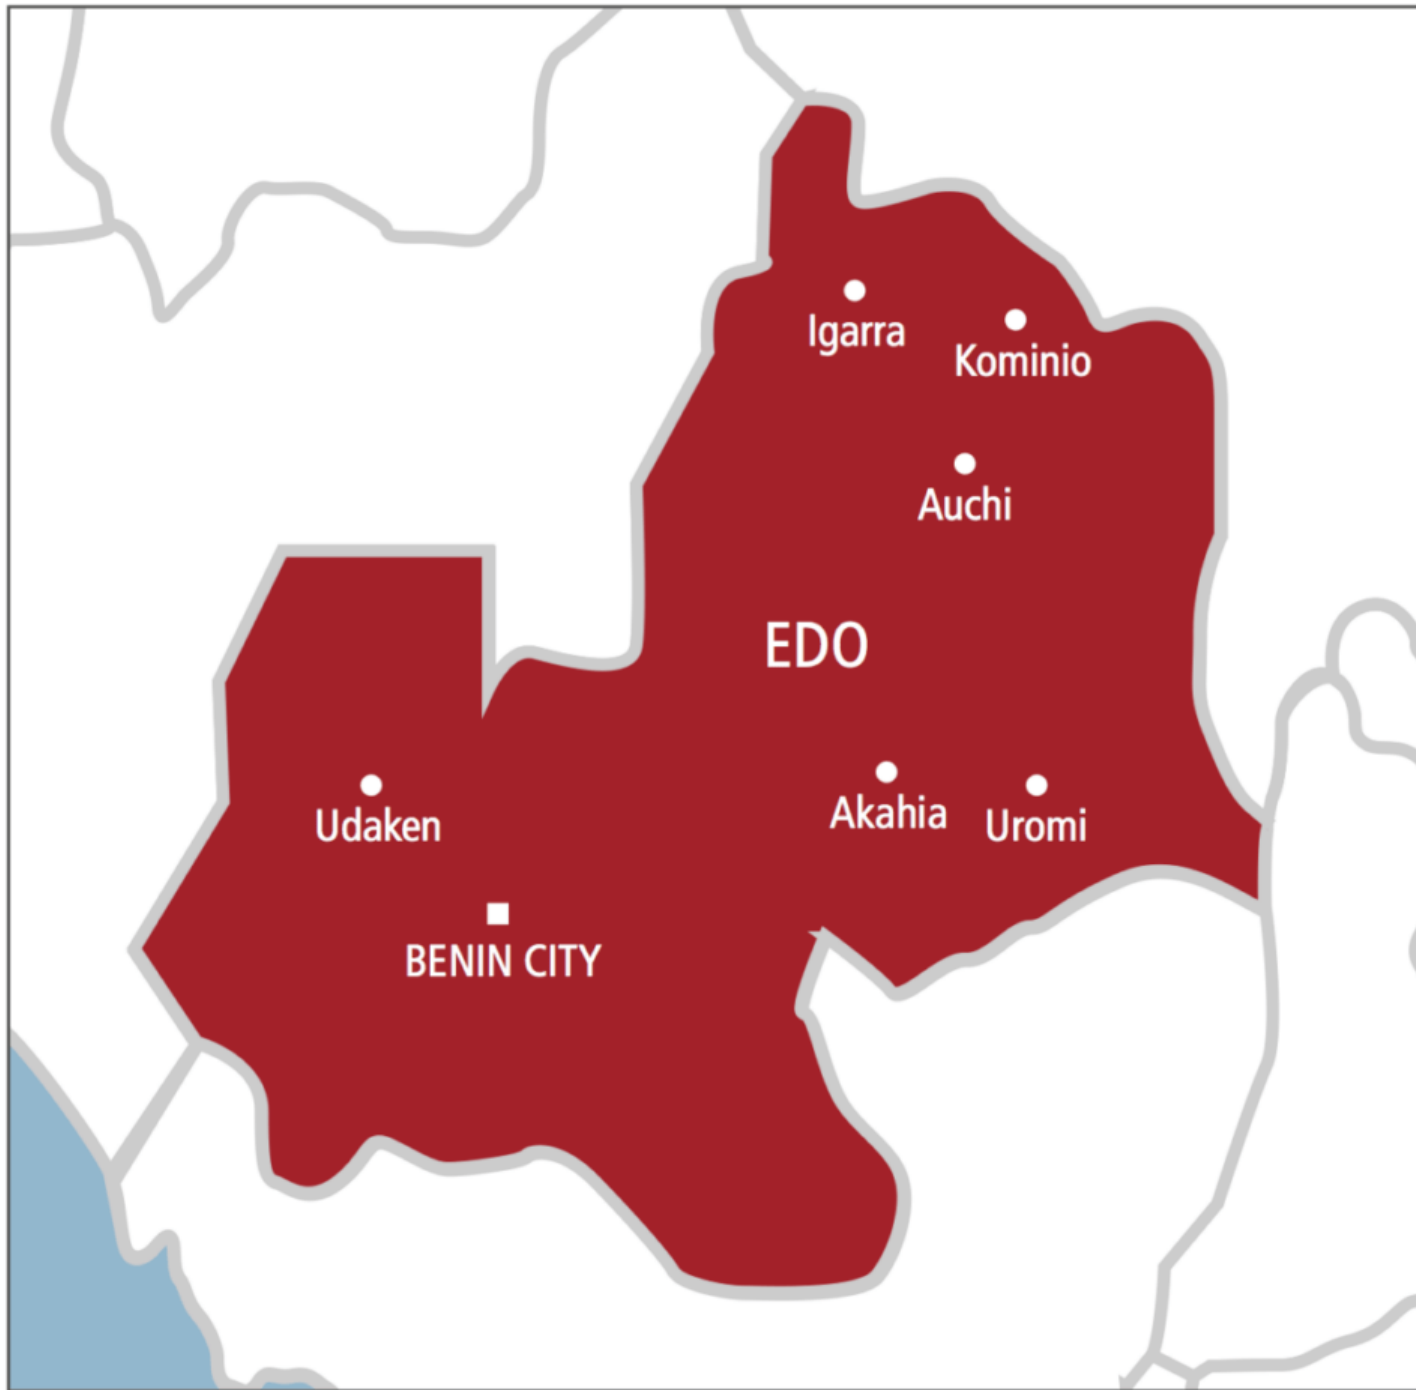 Igarra
Kominio
Auchi
EDO
Akahia
Uromi
Udaken
BENIN CITY